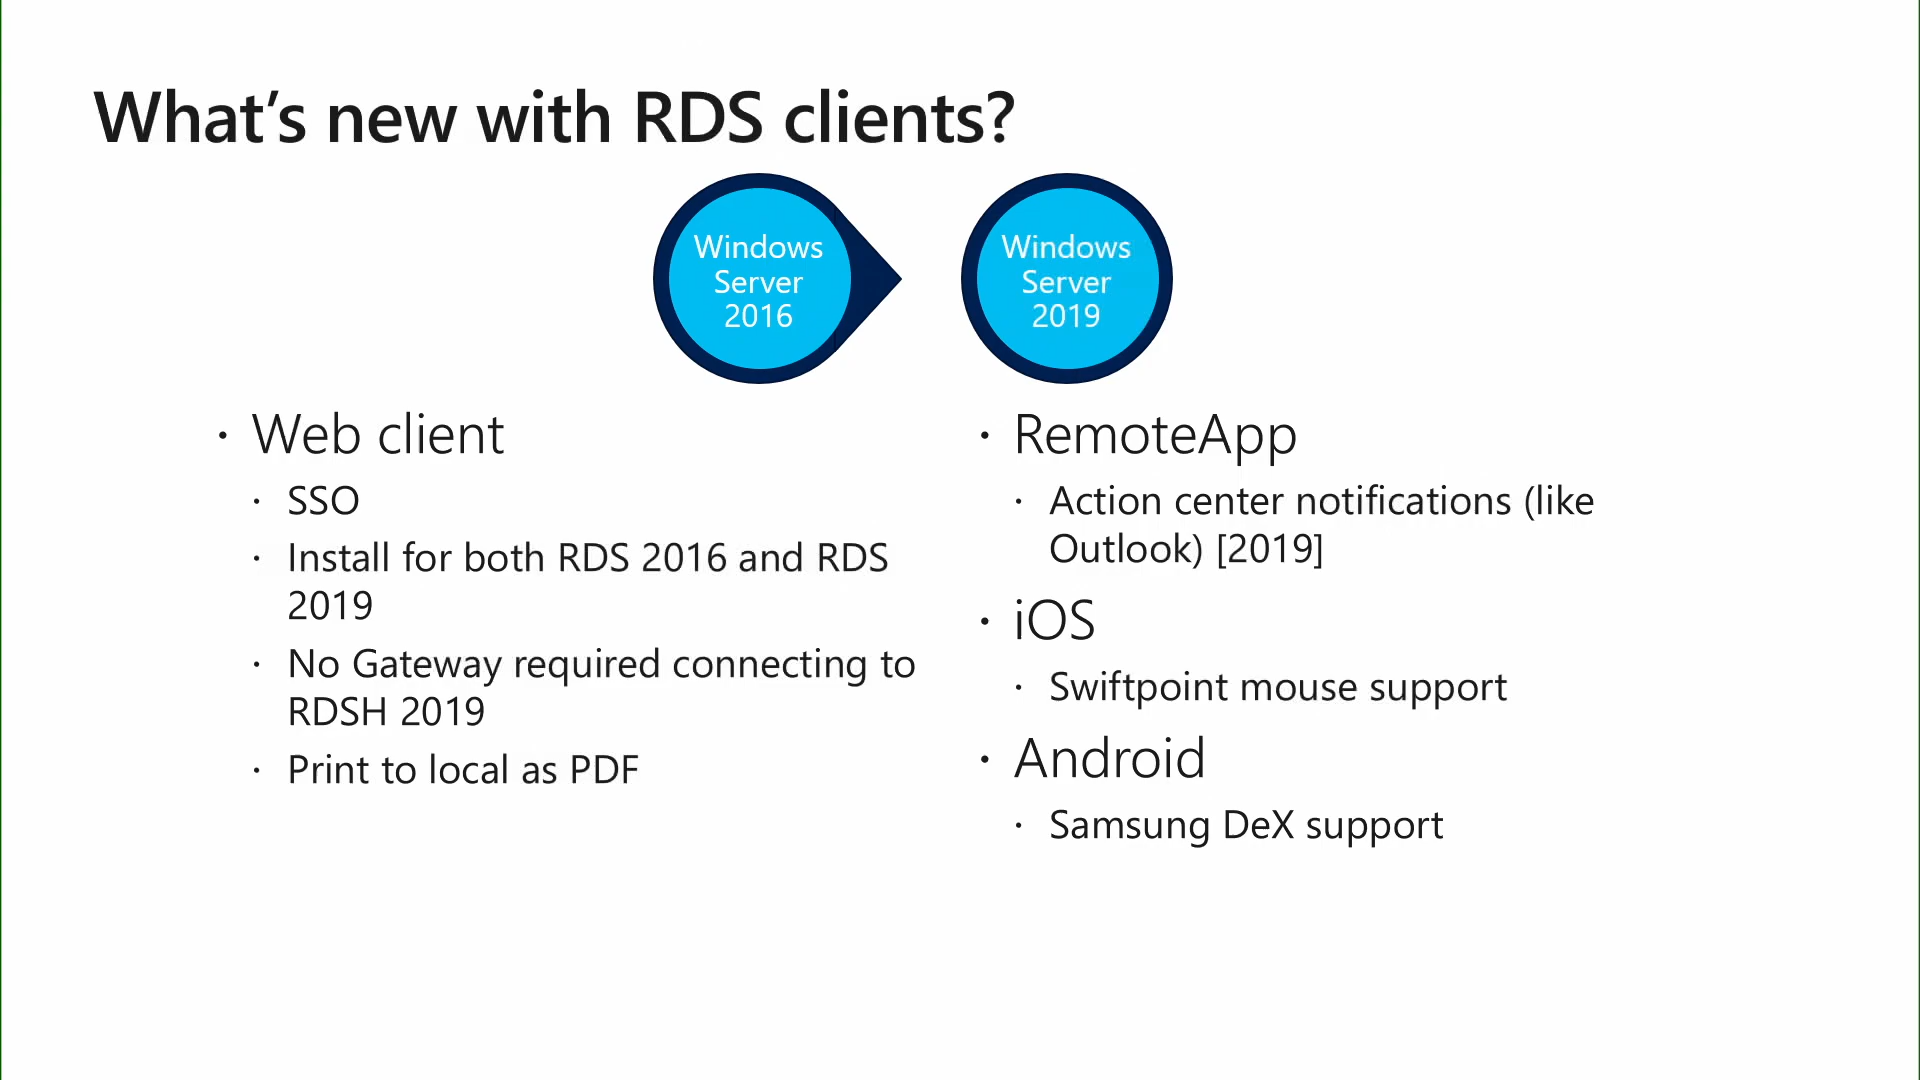 What’s new with RDS clients?
Windows
Server
2016
Windows
Server
2019
· Web client
· SSO
· Install for both RDS 2016 and RDS
2019
· No Gateway required connecting to
RDSH 2019
· Print to local as PDF
· RemoteApp
· Action center notifications (like
Outlook) [2019]
· iOS
· Swiftpoint mouse support
· Android
· Samsung DeX support